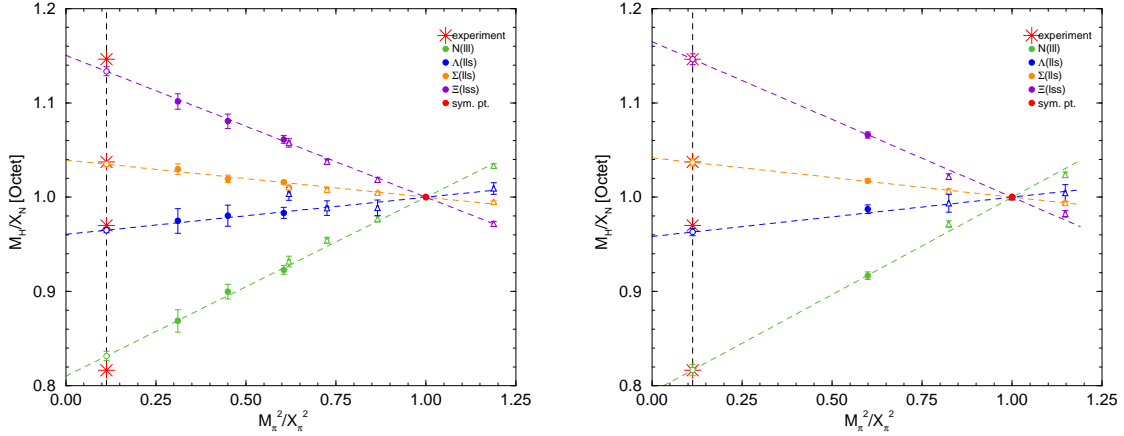 1.2
1.1
1.0
0.9
0.8
M_H/X_N [Octet]
0.00 0.25 0.50 0.75 1.00 1.25
M_π^2/X_π^2
experiment
N(lll)
Λ(lls)
Σ(lls)
Ξ(lss)
sym. pt.
1.2
1.1
1.0
0.9
0.8
M_H/X_N [Octet]
0.00 0.25 0.50 0.75 1.00 1.25
M_π^2/X_π^2
experiment
N(lll)
Λ(lls)
Σ(lls)
Ξ(lss)
sym. pt.